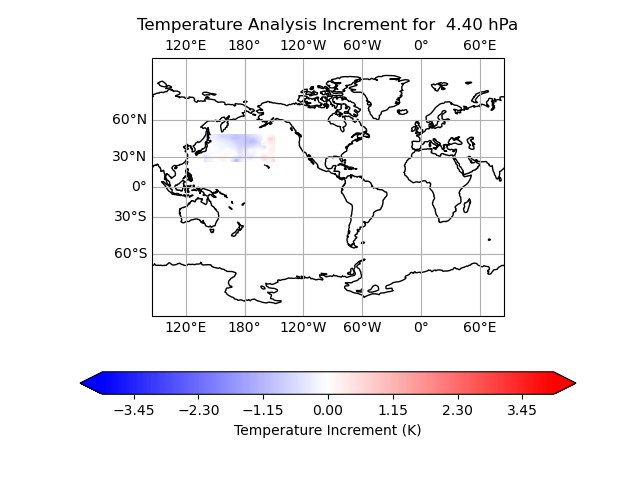 Temperature Analysis Increment for  4.40 hPa
120°E 180° 120°W 60°W 0° 60°E
60°N
30°N
0°
30°S
60°S
120°E 180° 120°W 60°W 0° 60°E
−3.45 −2.30 −1.15 0.00 1.15 2.30 3.45
Temperature Increment (K)